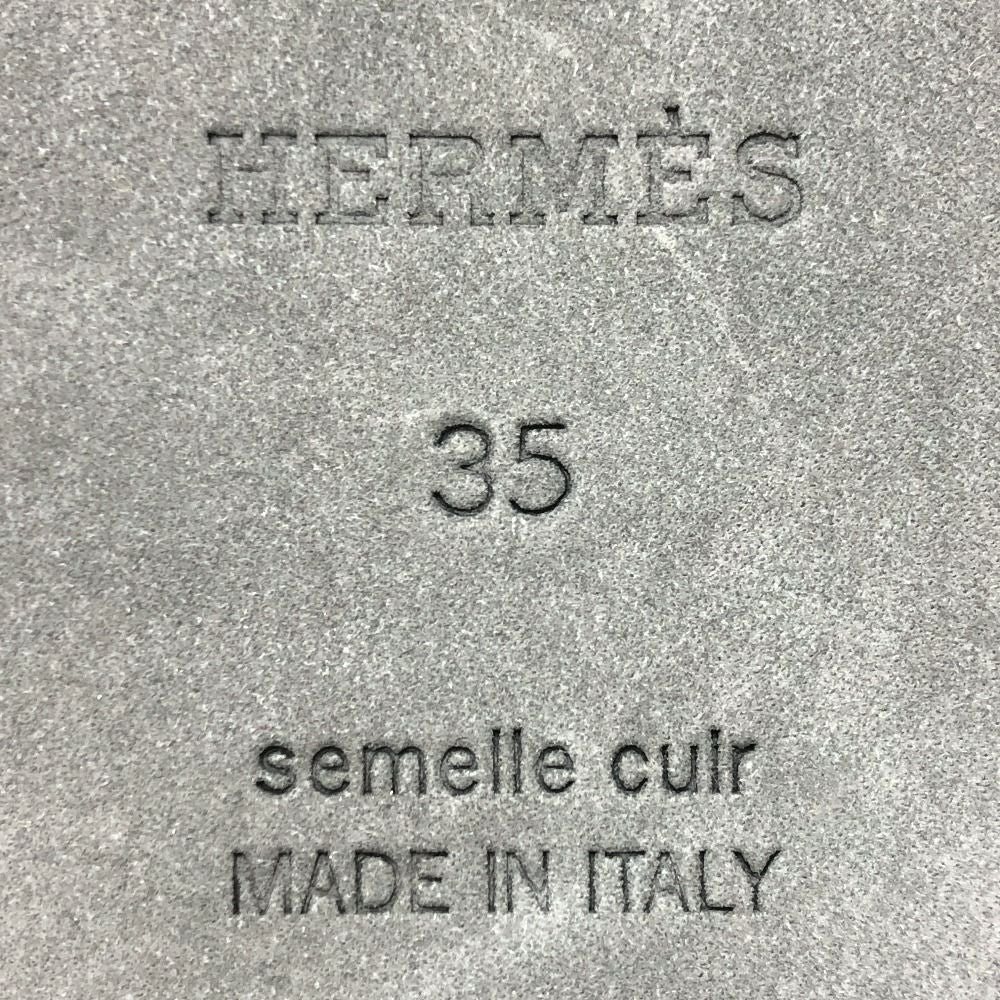 HERMÈS
35
semelle cuir
MADE IN ITALY